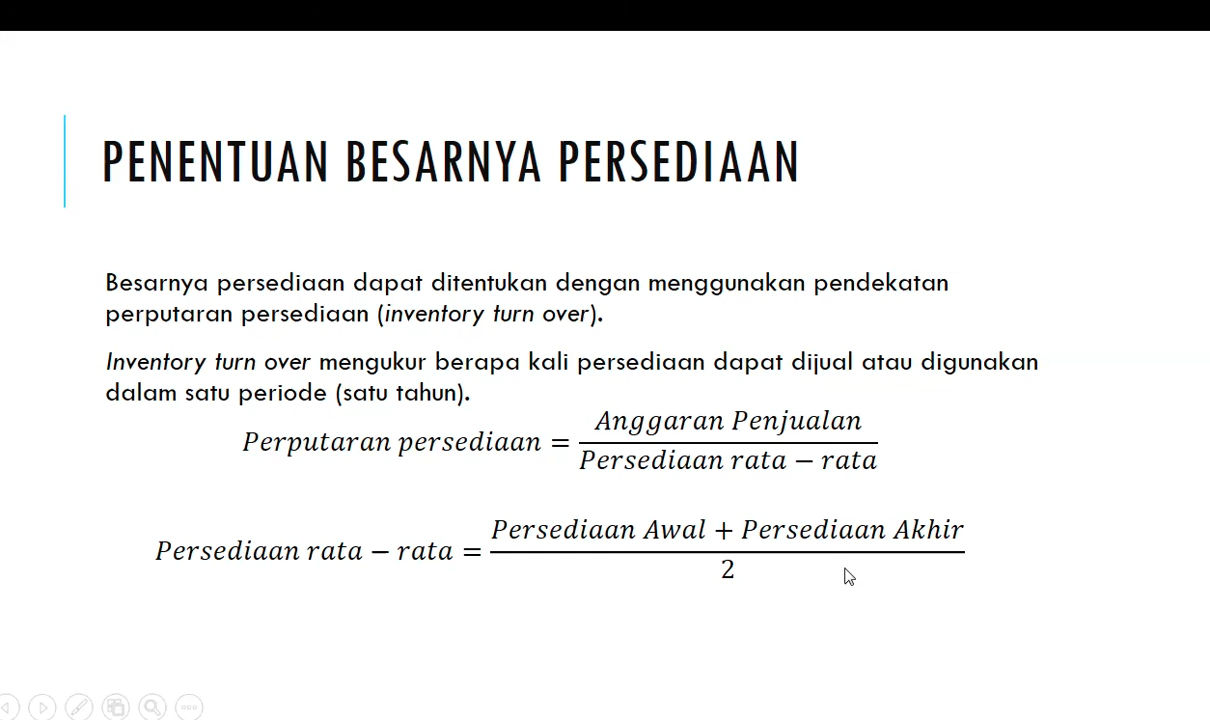 PENENTUAN BESARNYA PERSEDIAAN
Besarnya persediaan dapat ditentukan dengan menggunakan pendekatan
perputaran persediaan (inventory turn over).
Inventory turn over mengukur berapa kali persediaan dapat dijual atau digunakan
dalam satu periode (satu tahun).
Perputaran persediaan = Anggaran Penjualan / Persediaan rata − rata
Persediaan rata − rata = Persediaan Awal + Persediaan Akhir / 2